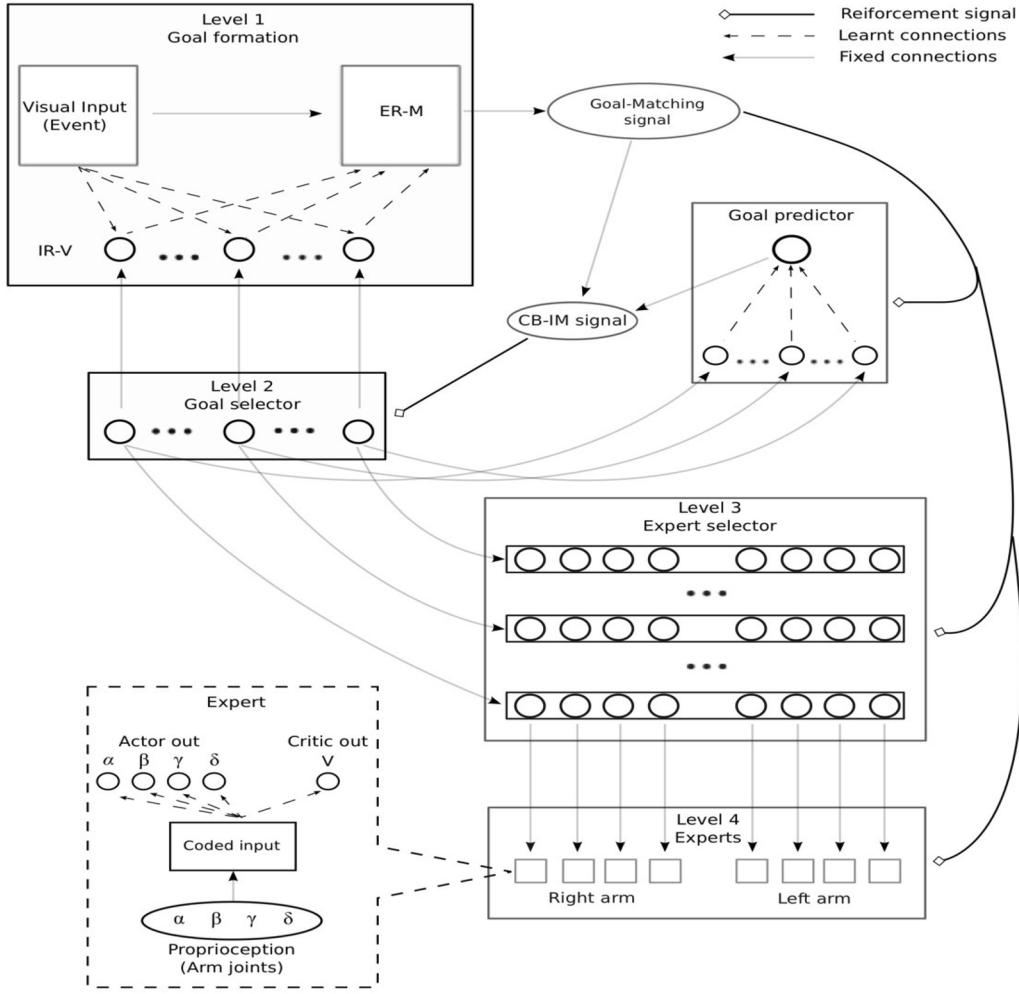 Level 1
Goal formation
Reiforcement signal
Learnt connections
Fixed connections
Visual Input
(Event)
ER-M
Goal-Matching
signal
Goal predictor
IR-V
CB-IM signal
Level 2
Goal selector
Level 3
Expert selector
Expert
Actor out
Critic out
α β γ δ
V
Coded input
α β γ δ
Proprioception
(Arm joints)
Level 4
Experts
Right arm
Left arm